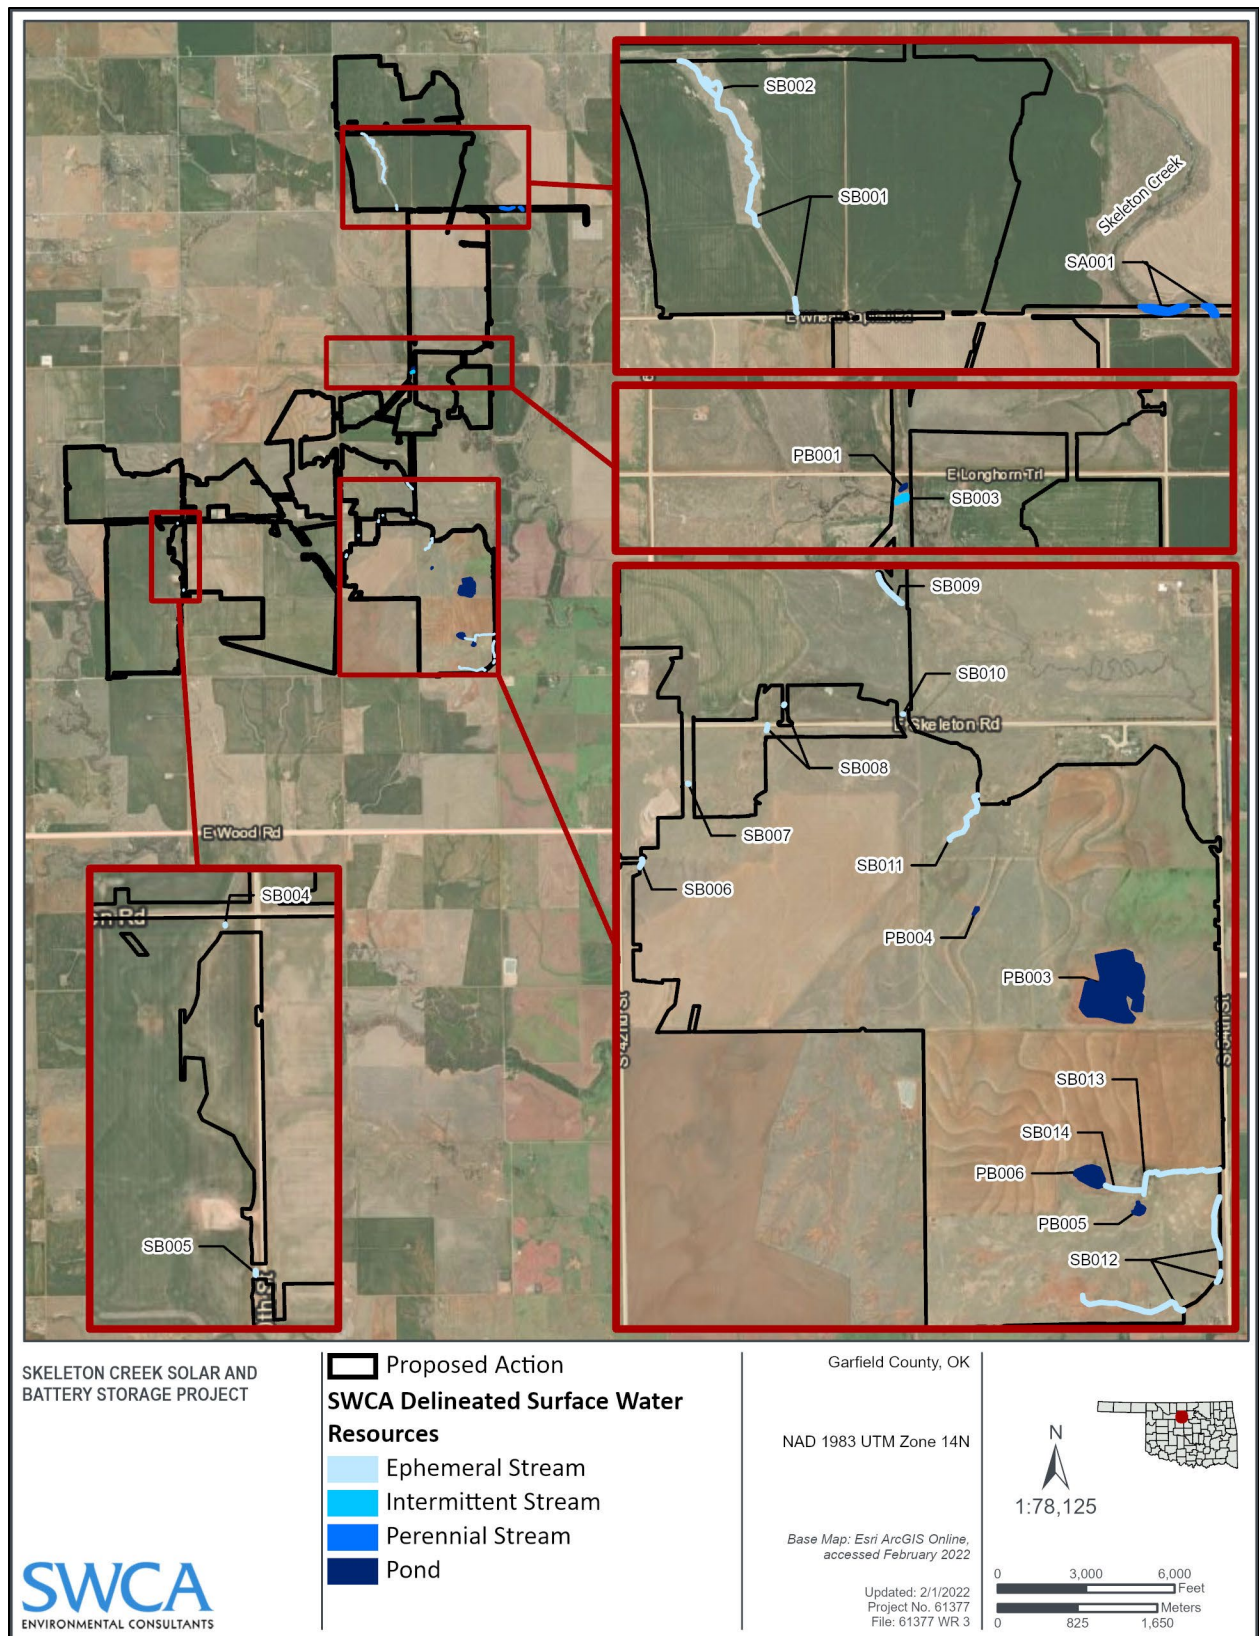 SB002
SB001
Skeleton Creek
SA001
PB001
E Longhorn Trl
SB003
SB009
SB010
E Skeleton Rd
SB008
SB007
SB011
SB006
PB004
PB003
S 42nd St
S 54th St
SB013
SB014
PB006
PB005
SB012
E Wood Rd
SB004
SB005
SKELETON CREEK SOLAR AND
BATTERY STORAGE PROJECT
SWCA
ENVIRONMENTAL CONSULTANTS
Proposed Action
SWCA Delineated Surface Water
Resources
Ephemeral Stream
Intermittent Stream
Perennial Stream
Pond
Garfield County, OK
NAD 1983 UTM Zone 14N
Base Map: Esri ArcGIS Online,
accessed February 2022
Updated: 2/1/2022
Project No. 61377
File: 61377 WR 3
N
1:78,125
0 3,000 6,000
Feet
Meters
0 825 1,650